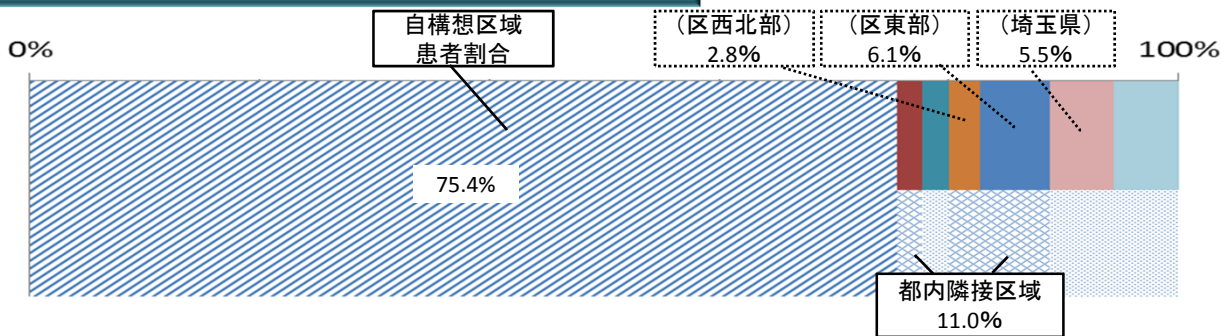 0%
自構想区域
患者割合
（区西北部）
2.8%
（区東部）
6.1%
（埼玉県）
5.5%
100%
75.4%
都内隣接区域
11.0%